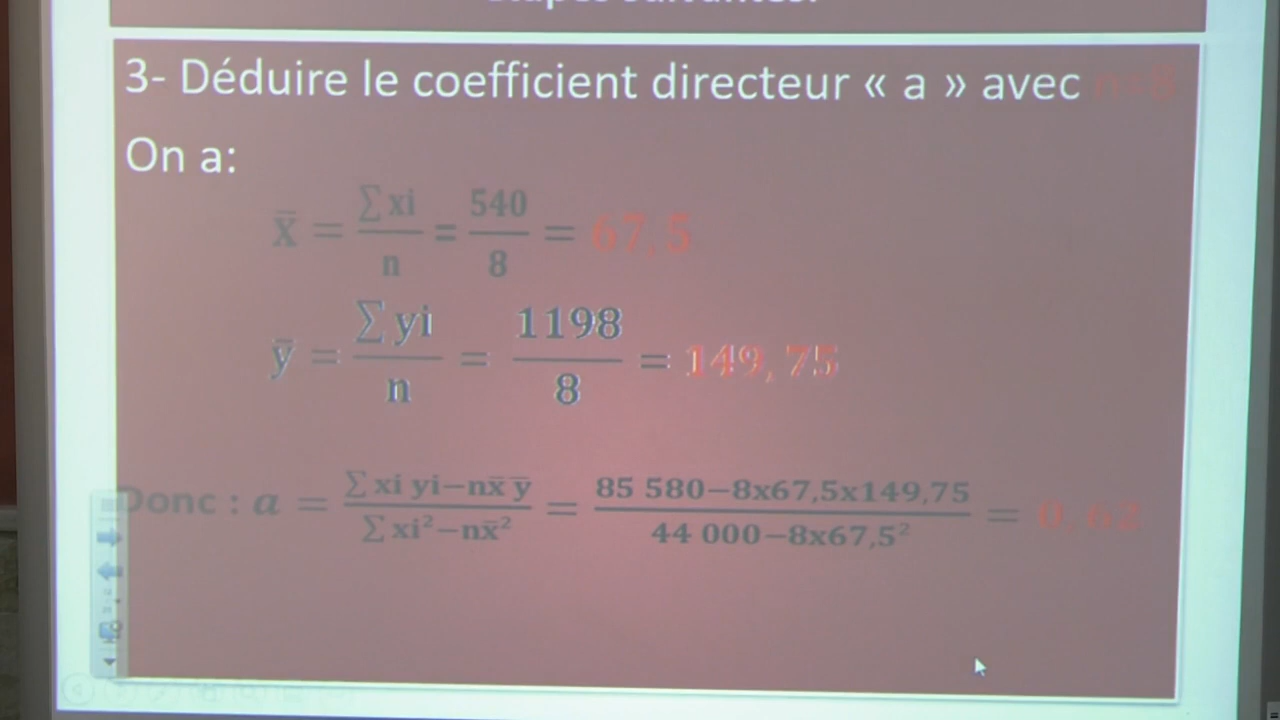 3- Déduire le coefficient directeur « a » avec n=8
On a:
x̄ = ∑ xi / n = 540 / 8 = 67,5
ȳ = ∑ yi / n = 1198 / 8 = 149,75
Donc : a = ∑ xi yi−nx̄ ȳ / ∑ xi²−nx̄² = 85 580−8x67,5x149,75 / 44 000−8x67,5² = 0,62